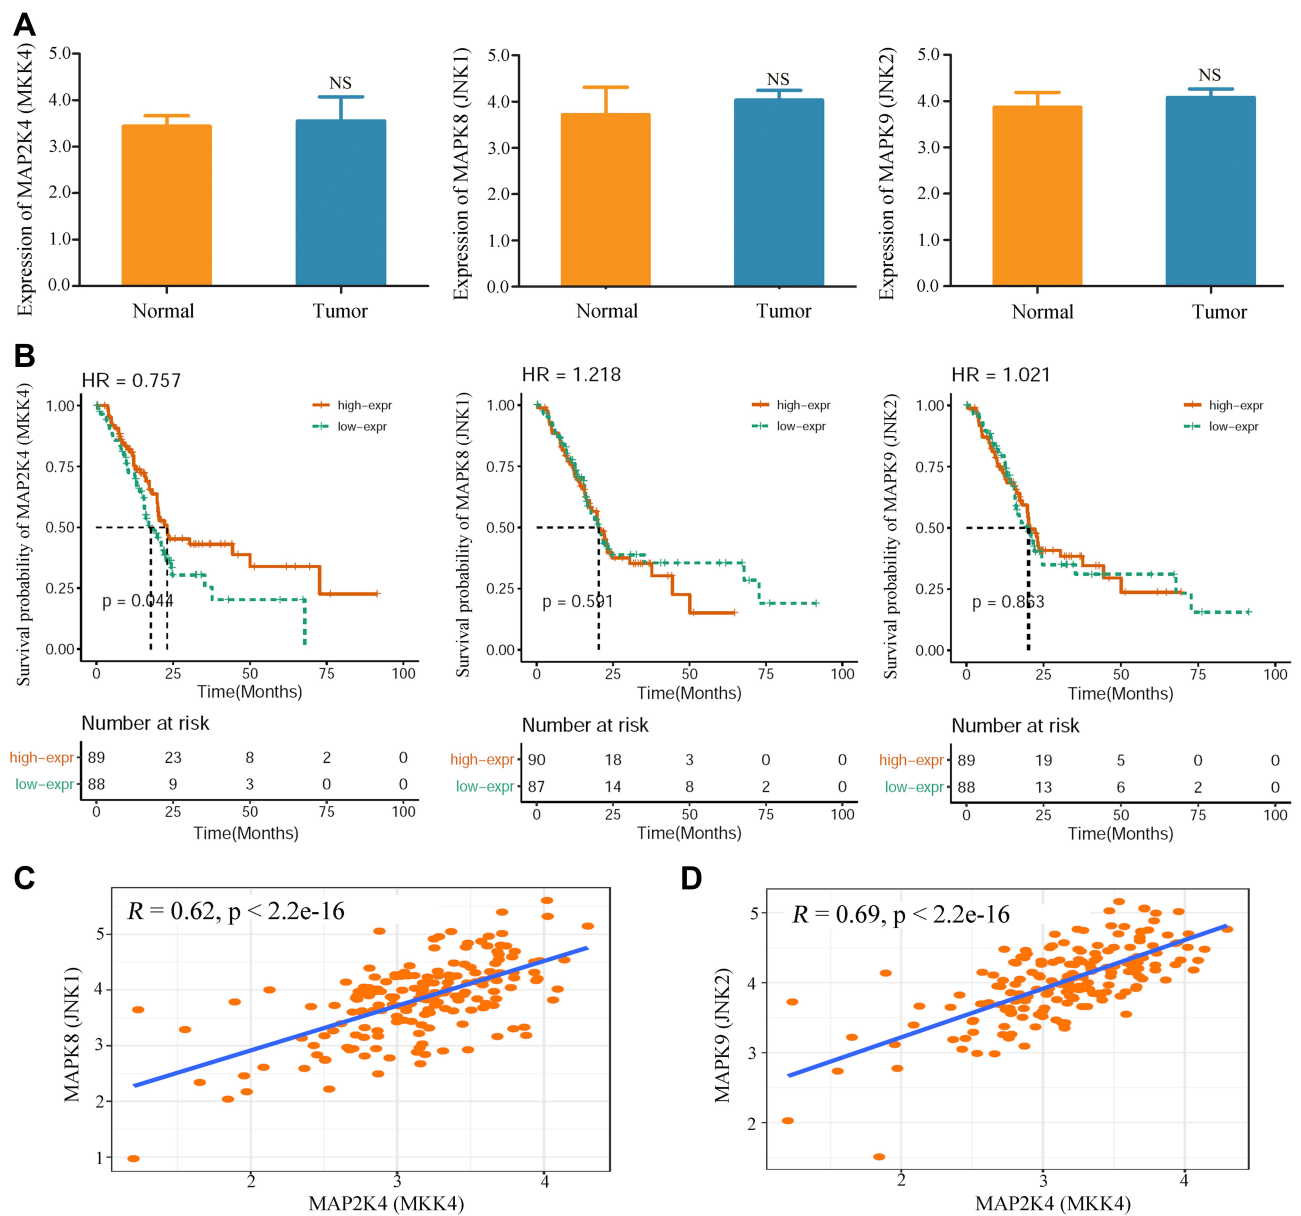 A
Expression of MAP2K4 (MKK4)
5.0
4.0
3.0
2.0
1.0
0.0
NS
Normal
Tumor
Expression of MAPK8 (JNK1)
5.0
4.0
3.0
2.0
1.0
0.0
NS
Normal
Tumor
Expression of MAPK9 (JNK2)
5.0
4.0
3.0
2.0
1.0
0.0
NS
Normal
Tumor
B
HR = 0.757
Survival probability of MAP2K4 (MKK4)
1.00
0.75
0.50
0.25
0.00
high-expr
low-expr
p = 0.044
0 25 50 75 100
Time(Months)
Number at risk
high-expr 89 23 8 2 0
low-expr 88 9 3 0 0
0 25 50 75 100
Time(Months)
HR = 1.218
Survival probability of MAPK8 (JNK1)
1.00
0.75
0.50
0.25
0.00
high-expr
low-expr
p = 0.591
0 25 50 75 100
Time(Months)
Number at risk
high-expr 90 18 3 0 0
low-expr 87 14 8 2 0
0 25 50 75 100
Time(Months)
HR = 1.021
Survival probability of MAPK9 (JNK2)
1.00
0.75
0.50
0.25
0.00
high-expr
low-expr
p = 0.853
0 25 50 75 100
Time(Months)
Number at risk
high-expr 89 19 5 0 0
low-expr 88 13 6 2 0
0 25 50 75 100
Time(Months)
C
R = 0.62, p < 2.2e-16
MAPK8 (JNK1)
5
4
3
2
1
2 3 4
MAP2K4 (MKK4)
D
R = 0.69, p < 2.2e-16
MAPK9 (JNK2)
5
4
3
2
2 3 4
MAP2K4 (MKK4)